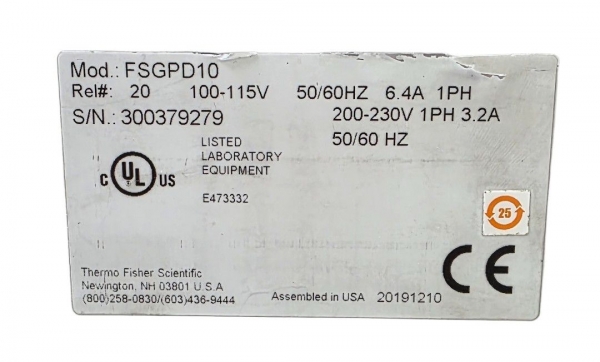 Mod.: FSGPD10
Rel#: 20 100-115V 50/60HZ 6.4A 1PH
S/N.: 300379279 200-230V 1PH 3.2A
50/60 HZ
LISTED
LABORATORY
EQUIPMENT
C UL US
E473332
25
CE
Thermo Fisher Scientific
Newington, NH 03801 U.S.A
(800)258-0830/(603)436-9444
Assembled in USA 20191210